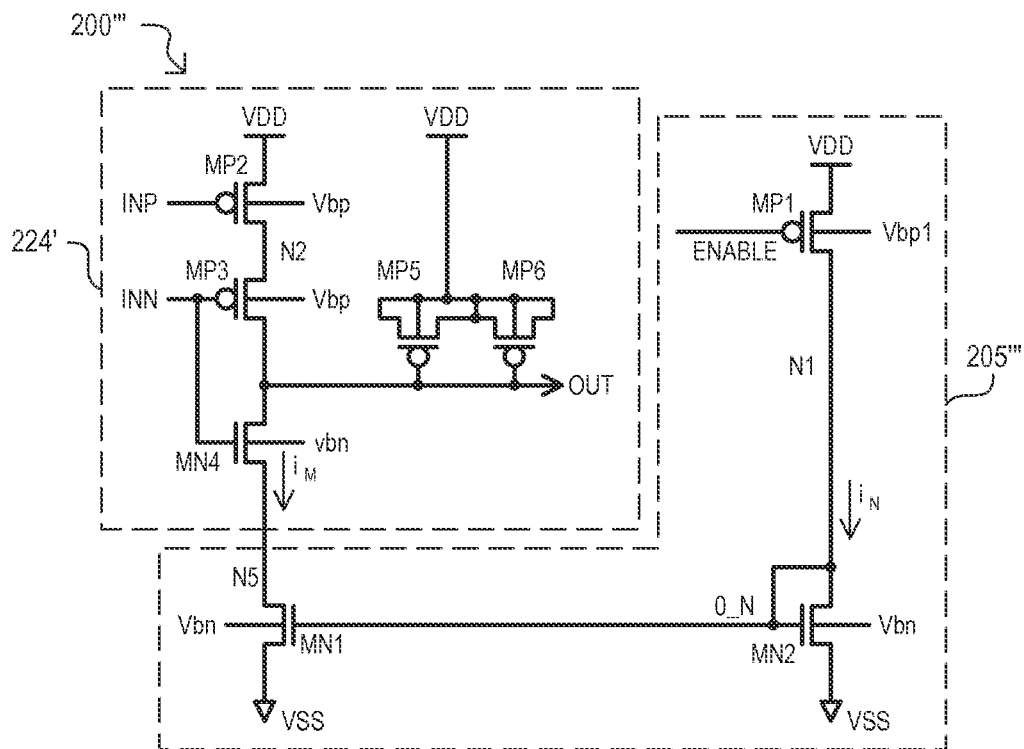 200'''
VDD
VDD
MP2
INP
Vbp
N2
224'
MP3
INN
Vbp
MP5
MP6
OUT
vbn
MN4
i M
VDD
MP1
ENABLE
Vbp1
N1
205'''
i N
N5
0_N
Vbn
MN1
MN2
Vbn
VSS
VSS